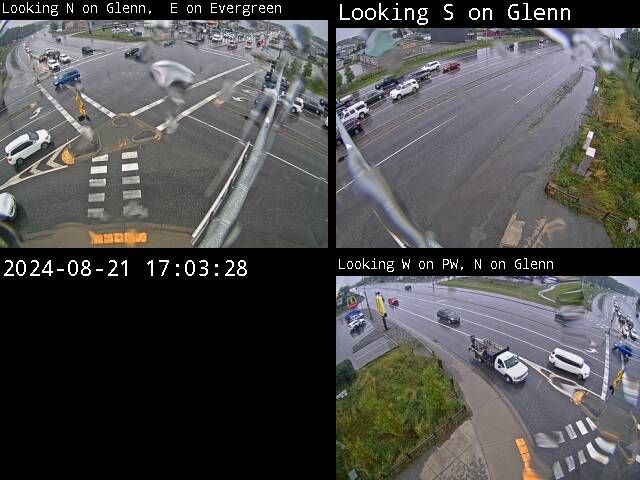 Looking N on Glenn,  E on Evergreen
Looking S on Glenn
2024-08-21 17:03:28
Looking W on PW, N on Glenn